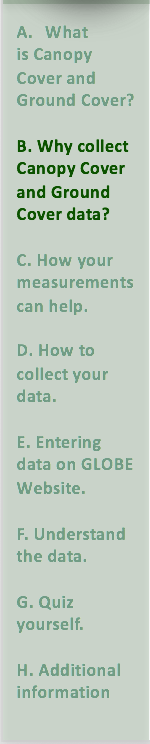 A. What
is Canopy
Cover and
Ground Cover?
B. Why collect
Canopy Cover
and Ground
Cover data?
C. How your
measurements
can help.
D. How to
collect your
data.
E. Entering
data on GLOBE
Website.
F. Understand
the data.
G. Quiz
yourself.
H. Additional
information